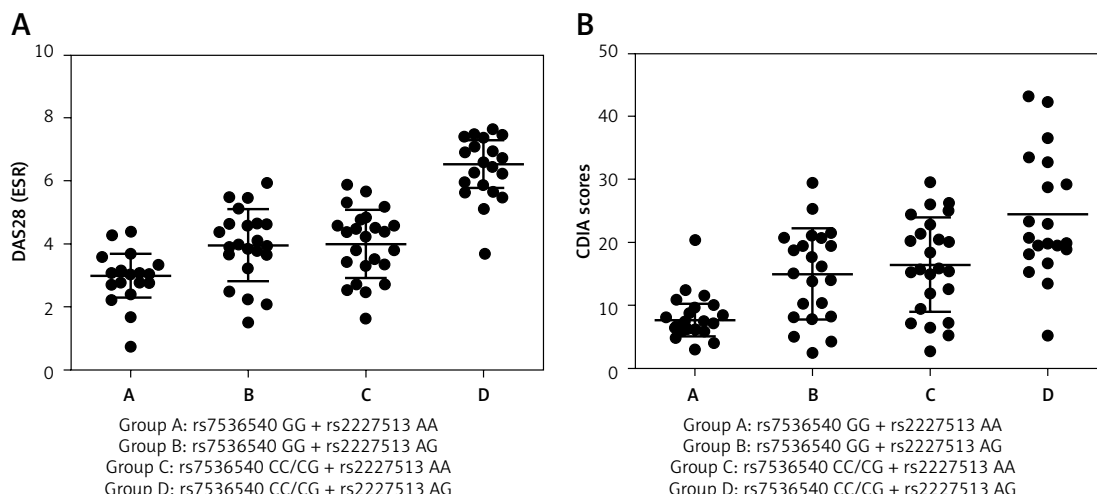 A
DAS28 (ESR)
10
8
6
4
2
0
A B C D
Group A: rs7536540 GG + rs2227513 AA
Group B: rs7536540 GG + rs2227513 AG
Group C: rs7536540 CC/CG + rs2227513 AA
Group D: rs7536540 CC/CG + rs2227513 AG
B
CDIA scores
50
40
30
20
10
0
A B C D
Group A: rs7536540 GG + rs2227513 AA
Group B: rs7536540 GG + rs2227513 AG
Group C: rs7536540 CC/CG + rs2227513 AA
Group D: rs7536540 CC/CG + rs2227513 AG